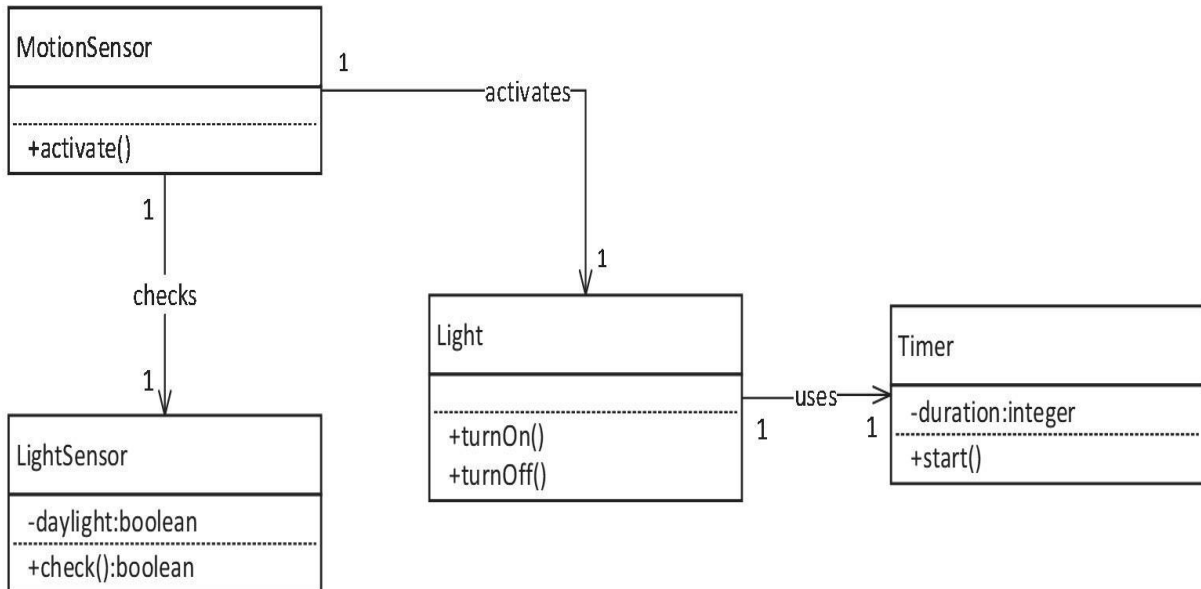 MotionSensor
+activate()
1
activates
1
1
checks
1
LightSensor
-daylight:boolean
+check():boolean
Light
+turnOn()
+turnOff()
1
uses
1
Timer
-duration:integer
+start()